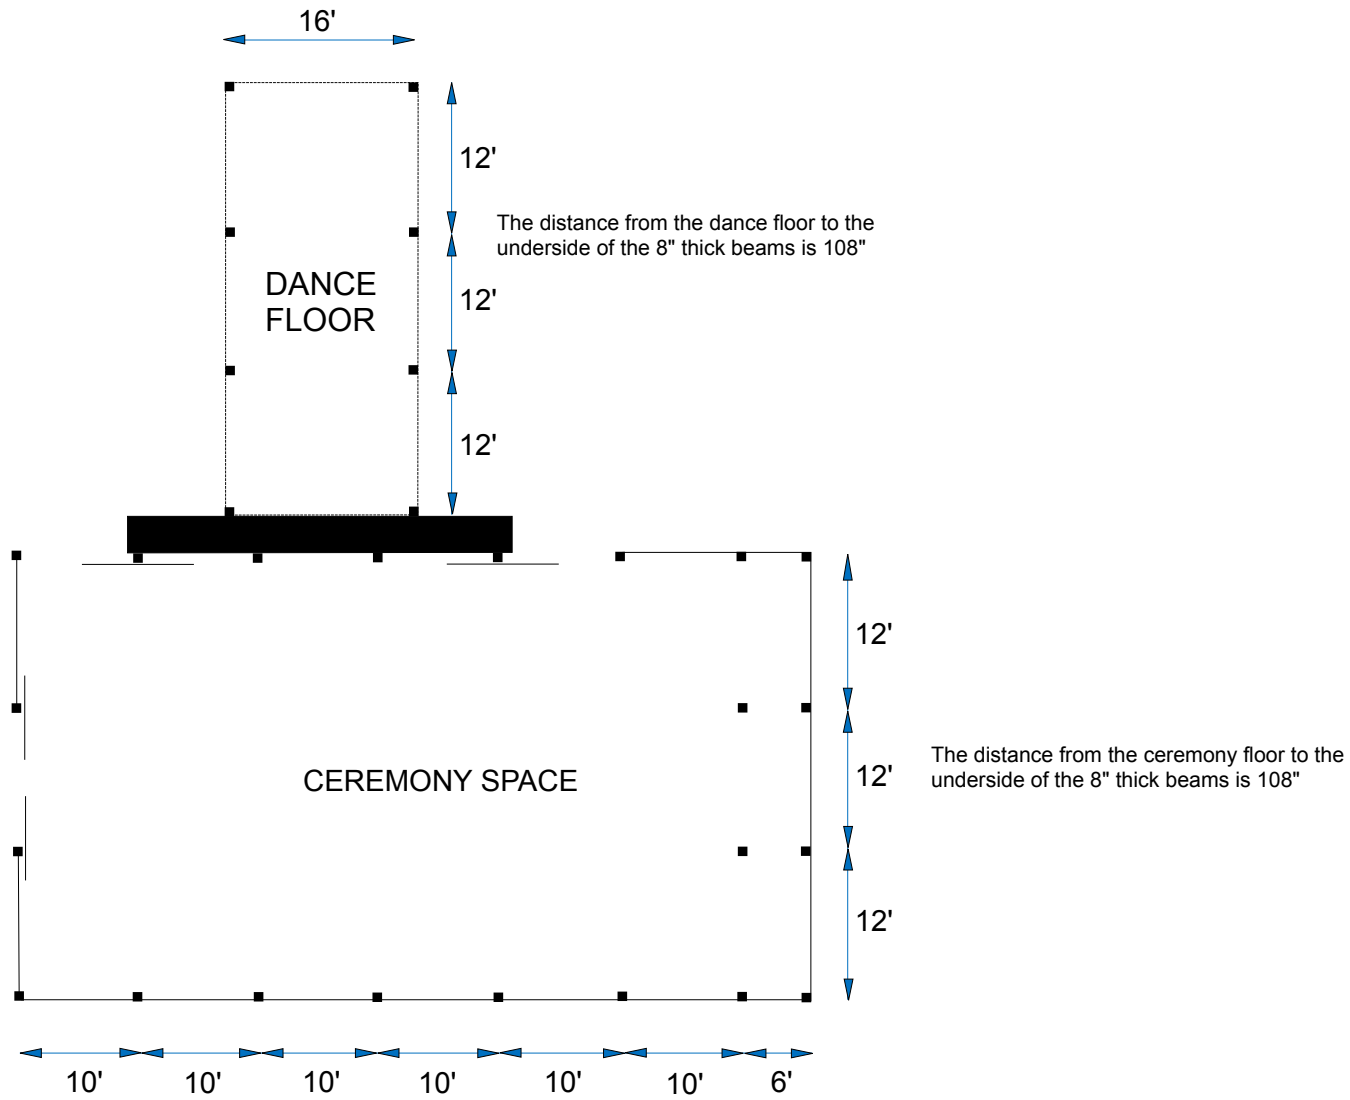 16'
12'
The distance from the dance floor to the
underside of the 8" thick beams is 108"
DANCE
FLOOR
12'
12'
12'
The distance from the ceremony floor to the
underside of the 8" thick beams is 108"
CEREMONY SPACE
12'
12'
10' 10' 10' 10' 10' 10' 6'